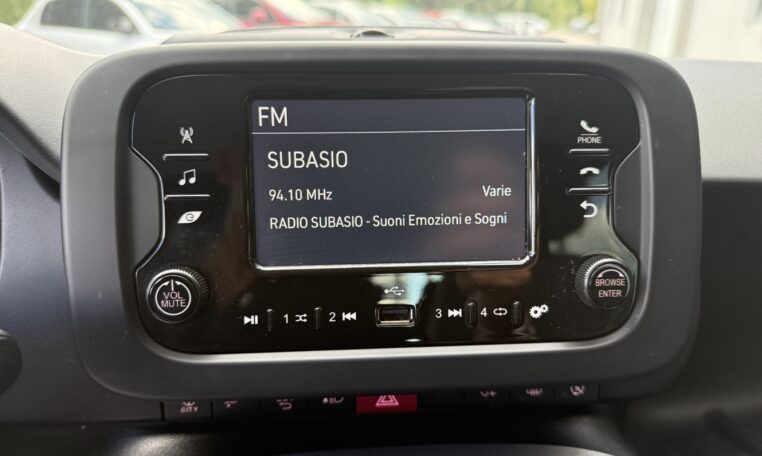 FM
SUBASIO
94.10 MHz Varie
RADIO SUBASIO - Suoni Emozioni e Sogni
PHONE
VOL
MUTE
BROWSE
ENTER
1 2 3 4
CITY